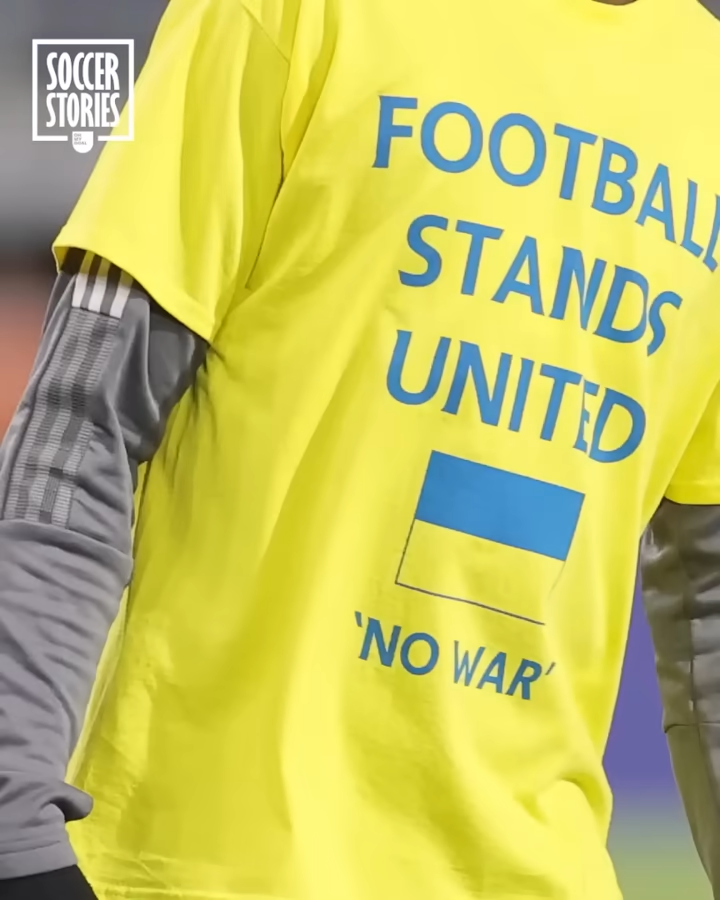 SOCCER
STORIES
FOOTBALL
STANDS
UNITED
'NO WAR'